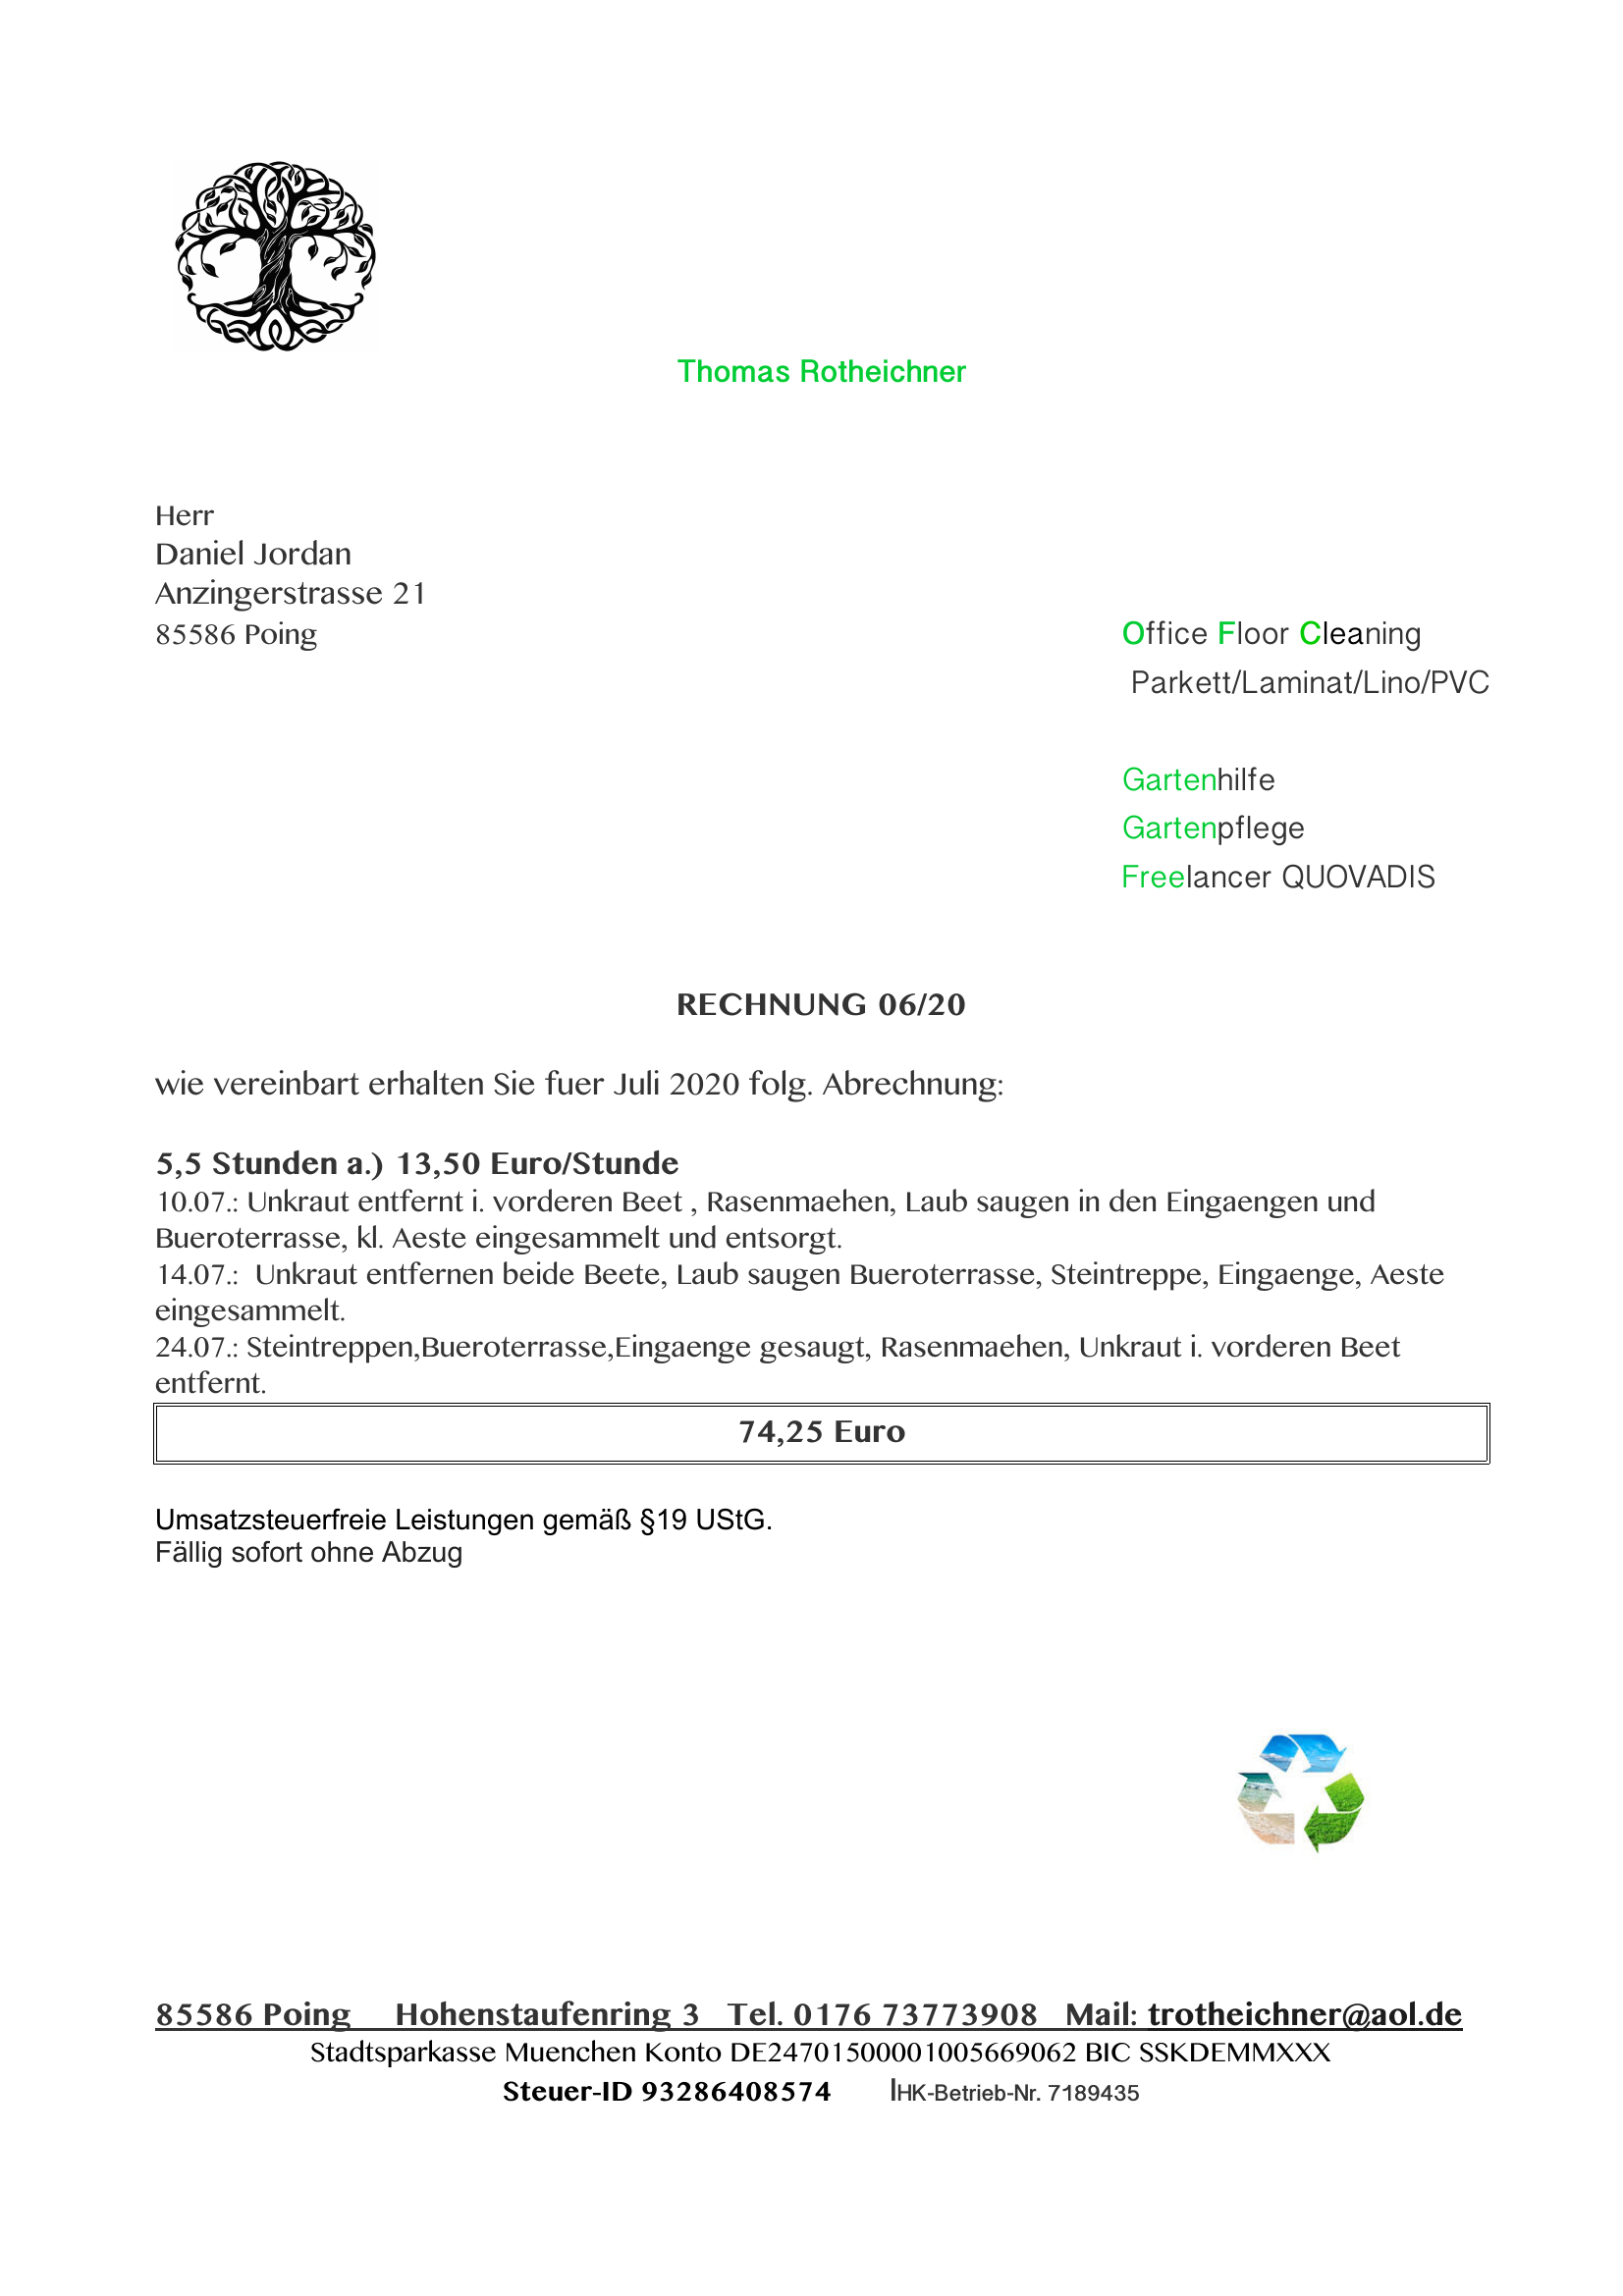 Thomas Rotheichner
Herr
Daniel Jordan
Anzingerstrasse 21
85586 Poing
Office Floor Cleaning
Parkett/Laminat/Lino/PVC
Gartenhilfe
Gartenpflege
Freelancer QUOVADIS
RECHNUNG 06/20
wie vereinbart erhalten Sie fuer Juli 2020 folg. Abrechnung:
5,5 Stunden a.) 13,50 Euro/Stunde
10.07.: Unkraut entfernt i. vorderen Beet , Rasenmaehen, Laub saugen in den Eingaengen und
Bueroterrasse, kl. Aeste eingesammelt und entsorgt.
14.07.: Unkraut entfernen beide Beete, Laub saugen Bueroterrasse, Steintreppe, Eingaenge, Aeste
eingesammelt.
24.07.: Steintreppen,Bueroterrasse,Eingaenge gesaugt, Rasenmaehen, Unkraut i. vorderen Beet
entfernt.
74,25 Euro
Umsatzsteuerfreie Leistungen gemäß §19 UStG.
Fällig sofort ohne Abzug
85586 Poing Hohenstaufenring 3 Tel. 0176 73773908 Mail: trotheichner@aol.de
Stadtsparkasse Muenchen Konto DE24701500001005669062 BIC SSKDEMMXXX
Steuer-ID 93286408574 IHK-Betrieb-Nr. 7189435